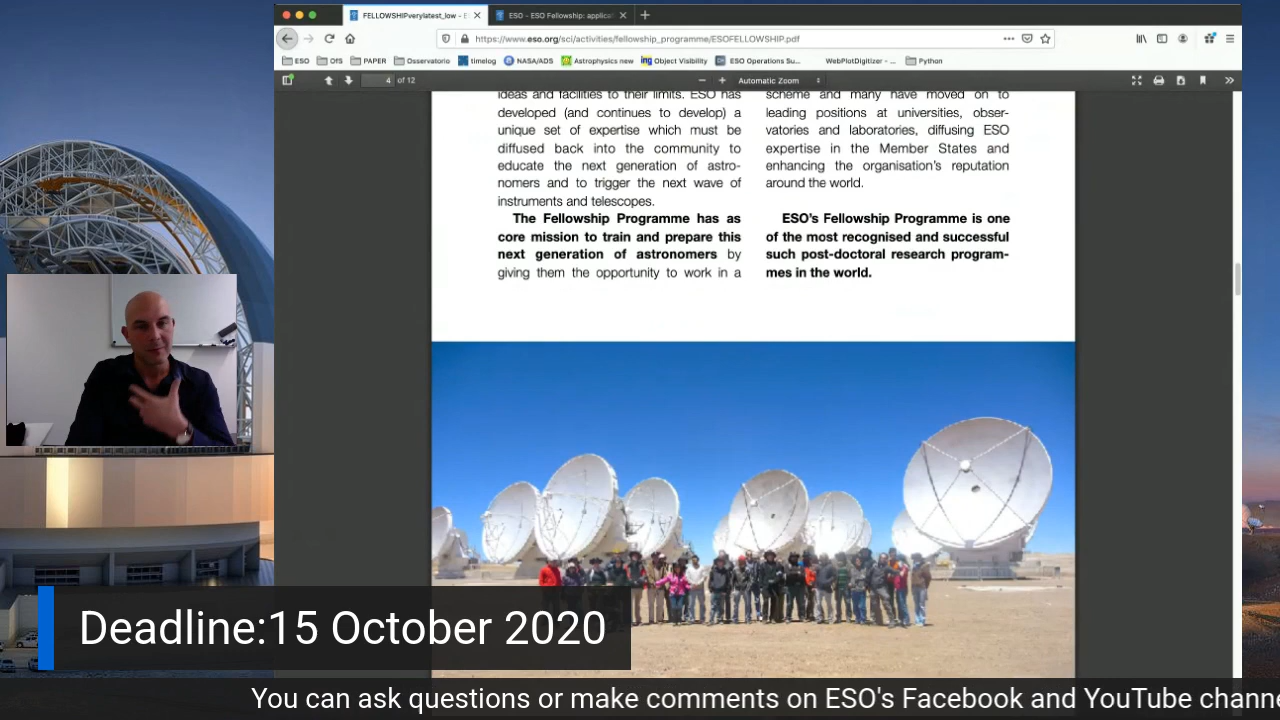 FELLOWSHIPverylatest_low - E
ESO - ESO Fellowship: applicat
https://www.eso.org/sci/activities/fellowship_programme/ESOFELLOWSHIP.pdf
ESO
OfS
PAPER
Osservatorio
timelog
NASA/ADS
Astrophysics new
ing Object Visibility
ESO Operations Su...
WebPlotDigitizer - ...
Python
4 of 12
Automatic Zoom
ideas and facilities to their limits. ESO has
developed (and continues to develop) a
unique set of expertise which must be
diffused back into the community to
educate the next generation of astro-
nomers and to trigger the next wave of
instruments and telescopes.
The Fellowship Programme has as
core mission to train and prepare this
next generation of astronomers by
giving them the opportunity to work in a
scheme and many have moved on to
leading positions at universities, obser-
vatories and laboratories, diffusing ESO
expertise in the Member States and
enhancing the organisation's reputation
around the world.
ESO's Fellowship Programme is one
of the most recognised and successful
such post-doctoral research program-
mes in the world.
Deadline:15 October 2020
You can ask questions or make comments on ESO's Facebook and YouTube channe